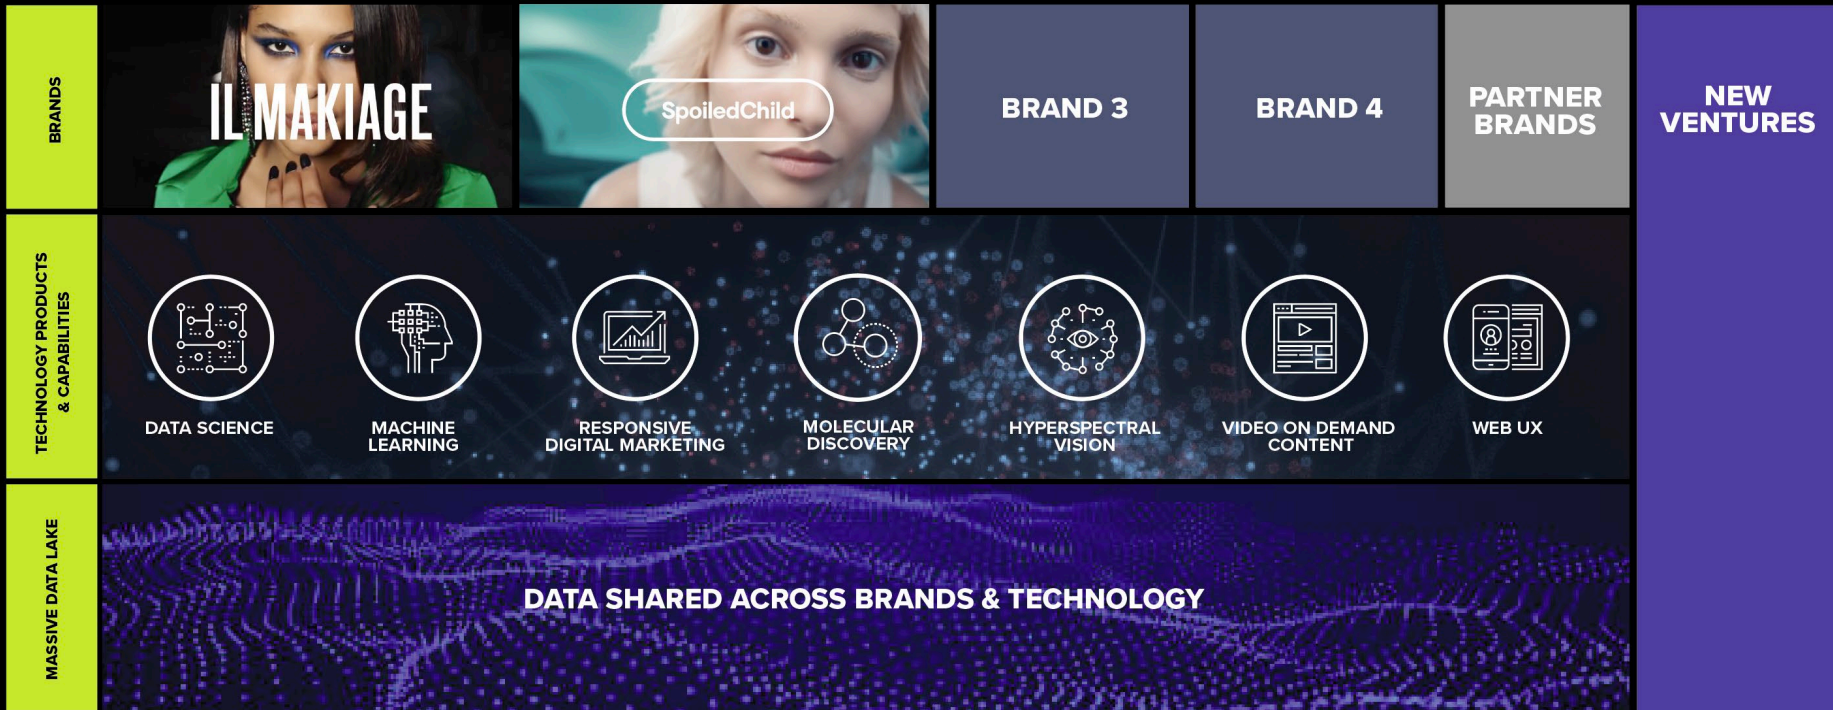 BRANDS
IL MAKIAGE
SpoiledChild
BRAND 3
BRAND 4
PARTNER
BRANDS
NEW
VENTURES
TECHNOLOGY PRODUCTS
& CAPABILITIES
DATA SCIENCE
MACHINE
LEARNING
RESPONSIVE
DIGITAL MARKETING
MOLECULAR
DISCOVERY
HYPERSPECTRAL
VISION
VIDEO ON DEMAND
CONTENT
WEB UX
MASSIVE DATA LAKE
DATA SHARED ACROSS BRANDS & TECHNOLOGY